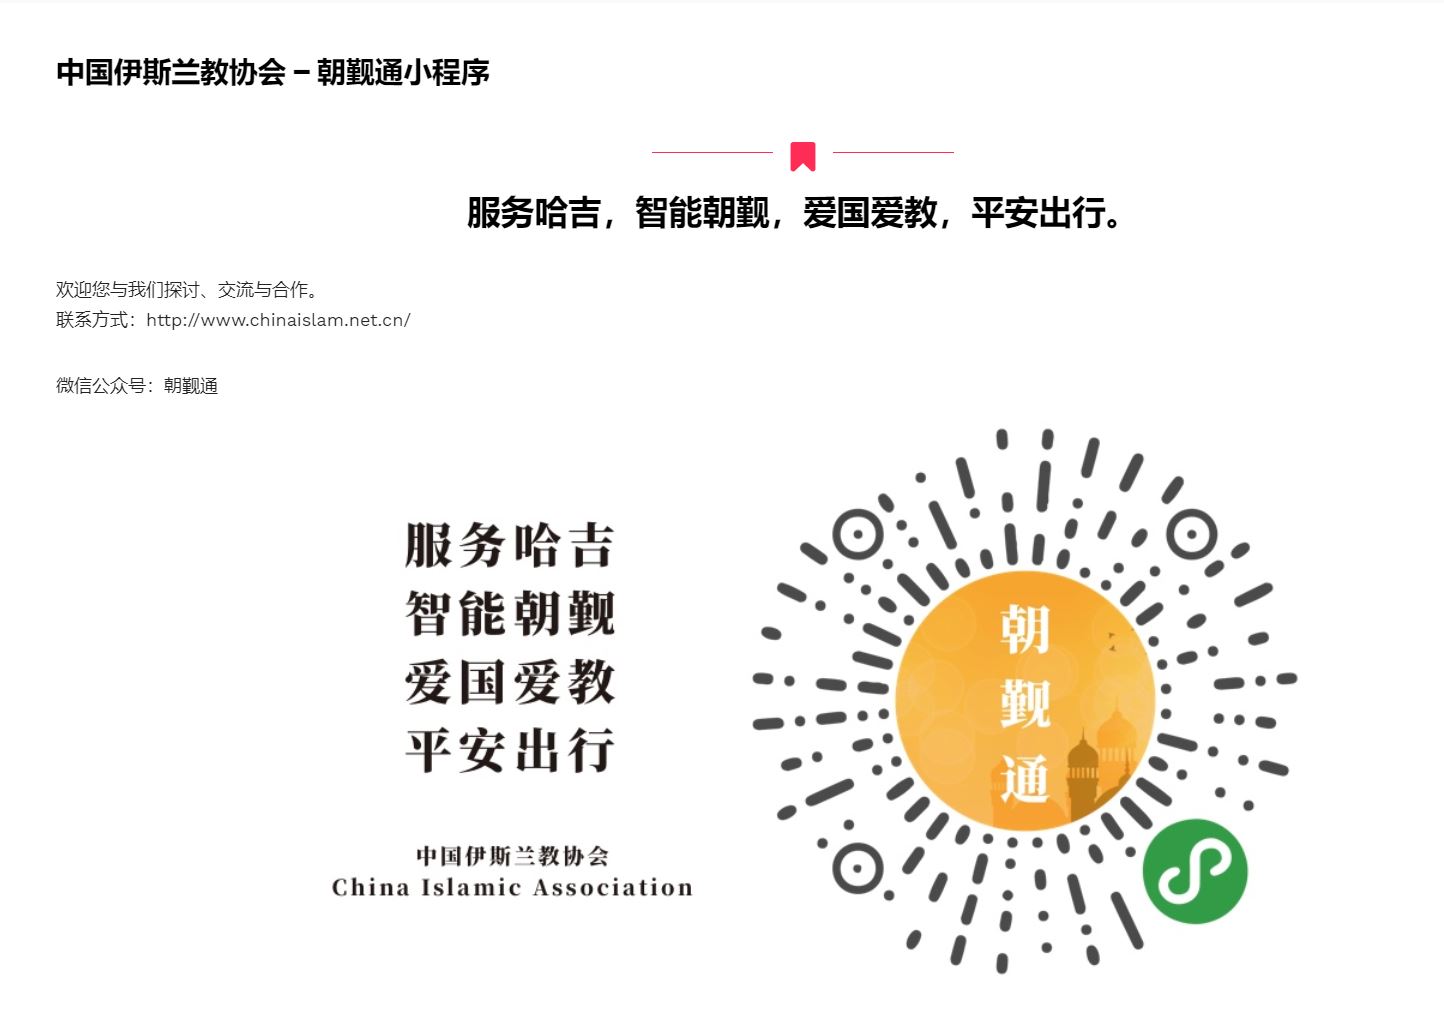 中国伊斯兰教协会 – 朝觐通小程序
服务哈吉，智能朝觐，爱国爱教，平安出行。
欢迎您与我们探讨、交流与合作。
联系方式：http://www.chinaislam.net.cn/
微信公众号：朝觐通
服务哈吉
智能朝觐
爱国爱教
平安出行
中国伊斯兰教协会
China Islamic Association
朝
觐
通